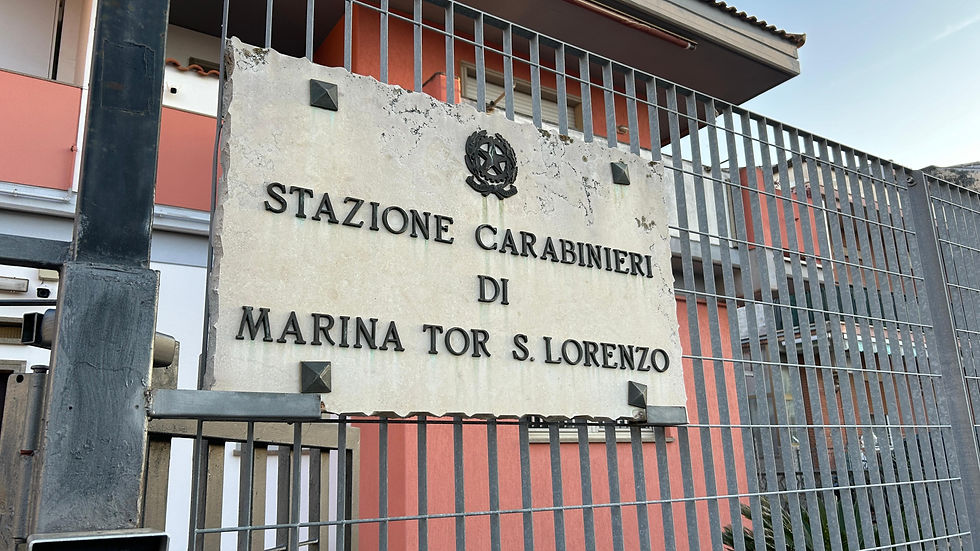 STAZIONE CARABINIERI
DI
MARINA TOR S. LORENZO